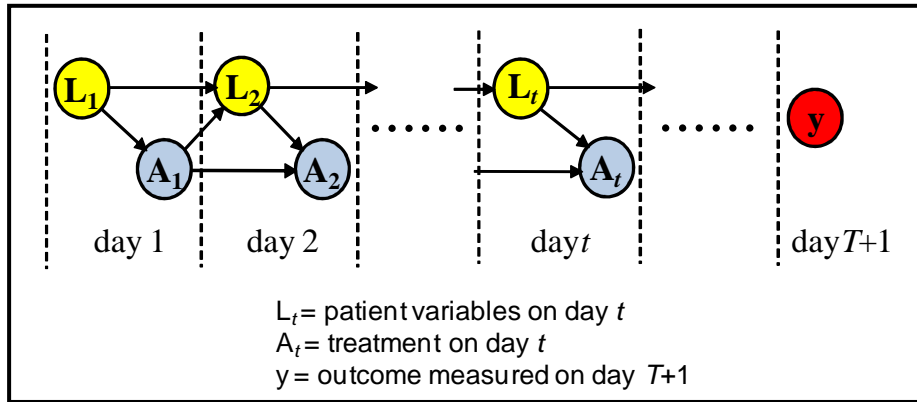 L1 L2 Lt y
A1 A2 At
day 1 day 2 day t day T+1
Lt = patient variables on day t
At = treatment on day t
y = outcome measured on day T+1